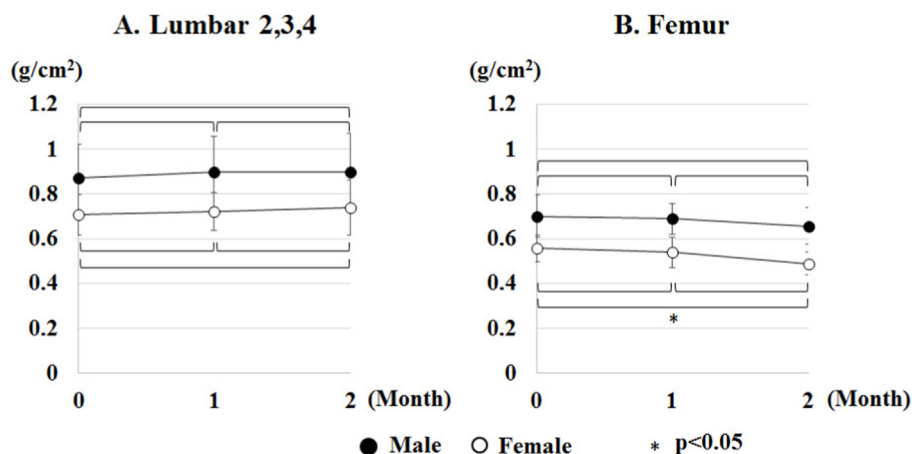 A. Lumbar 2,3,4
(g/cm²)
1.2
1
0.8
0.6
0.4
0.2
0
0 1 2 (Month)
B. Femur
(g/cm²)
1.2
1
0.8
0.6
0.4
0.2
0
*
0 1 2 (Month)
● Male ○ Female * p<0.05